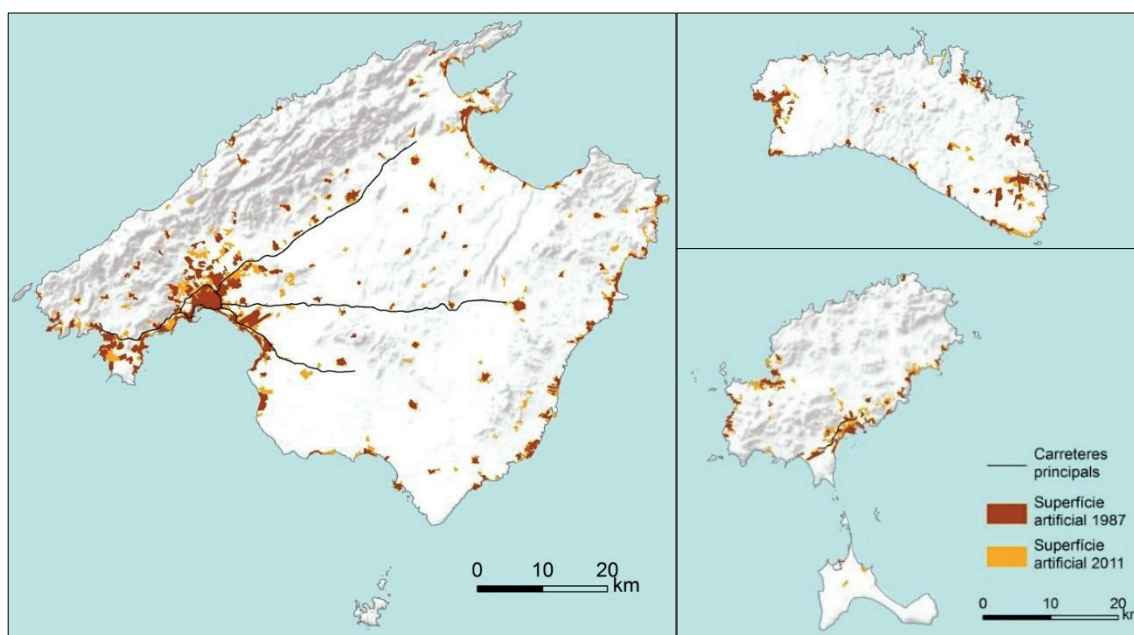 0 10 20
km
Carreteres
principals
Superfície
artificial 1987
Superfície
artificial 2011
0 10 20
km